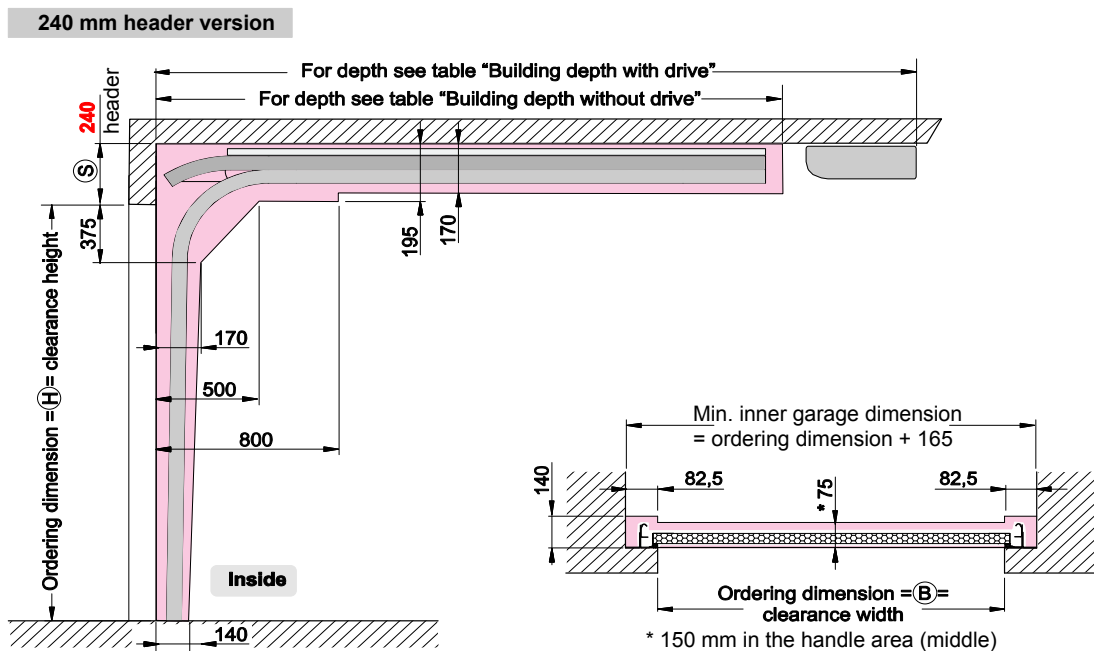 240 mm header version
For depth see table “Building depth with drive”
For depth see table “Building depth without drive”
240
header
S
375
195
170
Ordering dimension = H = clearance height
170
500
800
Inside
140
Min. inner garage dimension
= ordering dimension + 165
140
82,5
* 75
82,5
Ordering dimension = B =
clearance width
* 150 mm in the handle area (middle)